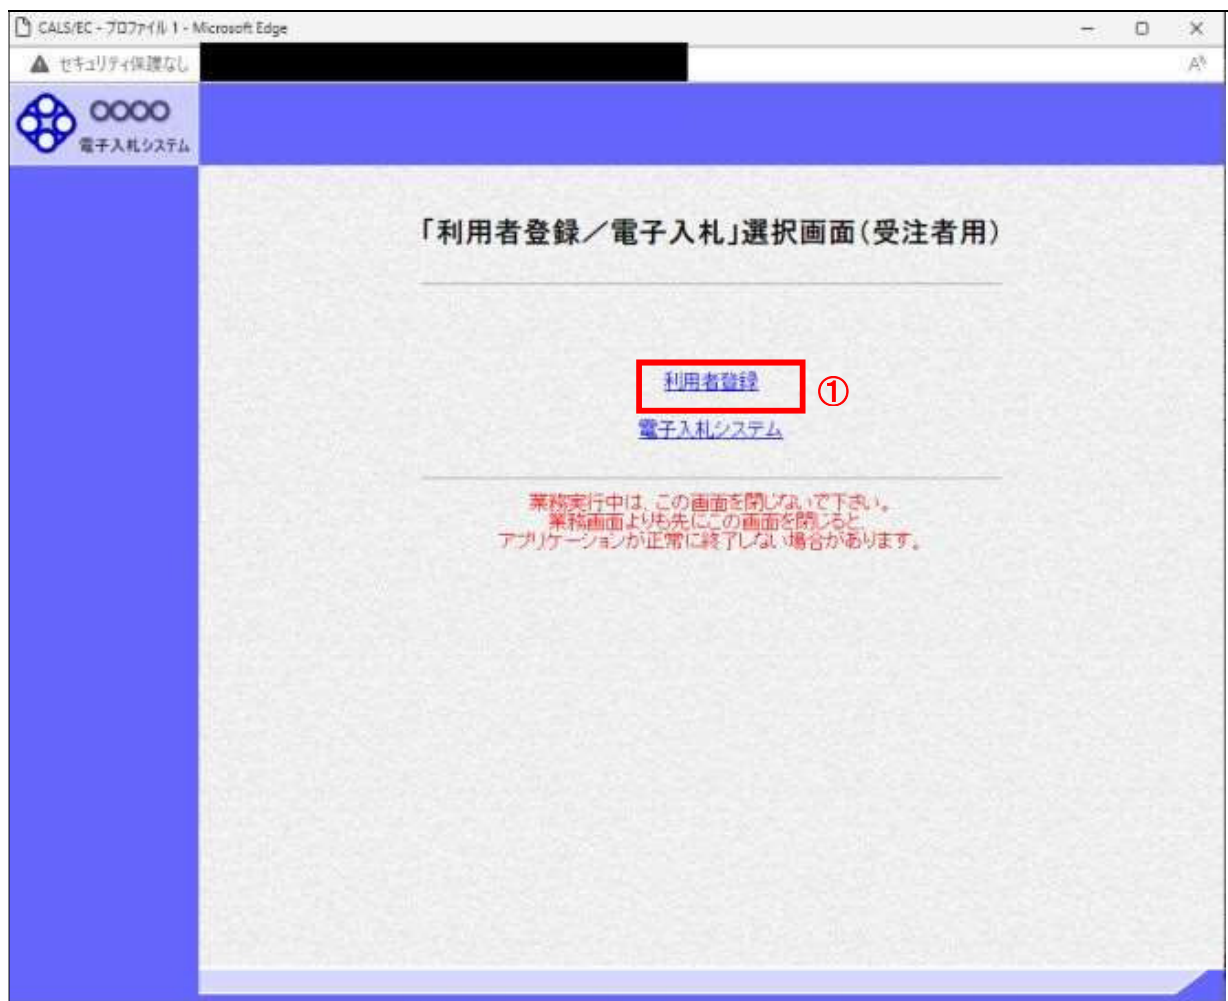 CALS/EC - プロファイル 1 - Microsoft Edge
セキュリティ保護なし
A
○○○○
電子入札システム
「利用者登録／電子入札」選択画面(受注者用)
利用者登録
①
電子入札システム
業務実行中は、この画面を閉じないで下さい。
業務画面よりも先にこの画面を閉じると
アプリケーションが正常に終了しない場合があります。